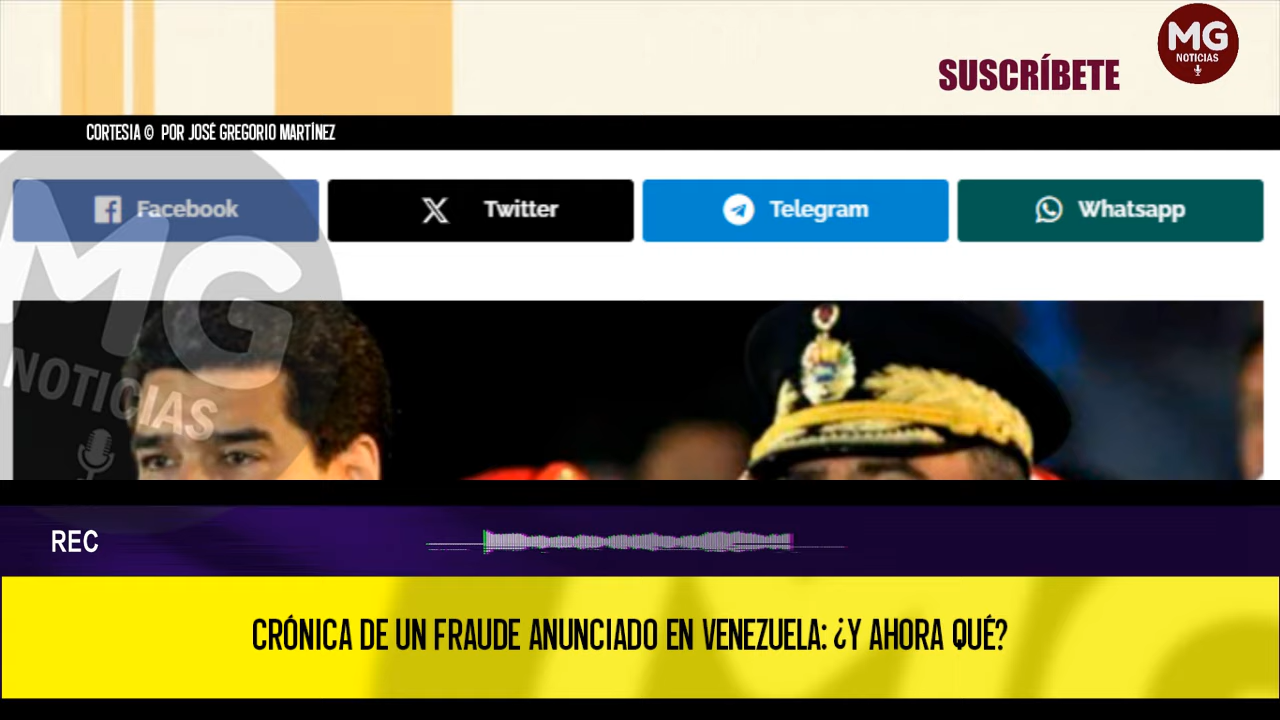 MG
NOTICIAS
SUSCRÍBETE
CORTESIA © POR JOSÉ GREGORIO MARTÍNEZ
Facebook
Twitter
Telegram
Whatsapp
MG
NOTICIAS
REC
CRÓNICA DE UN FRAUDE ANUNCIADO EN VENEZUELA: ¿Y AHORA QUÉ?